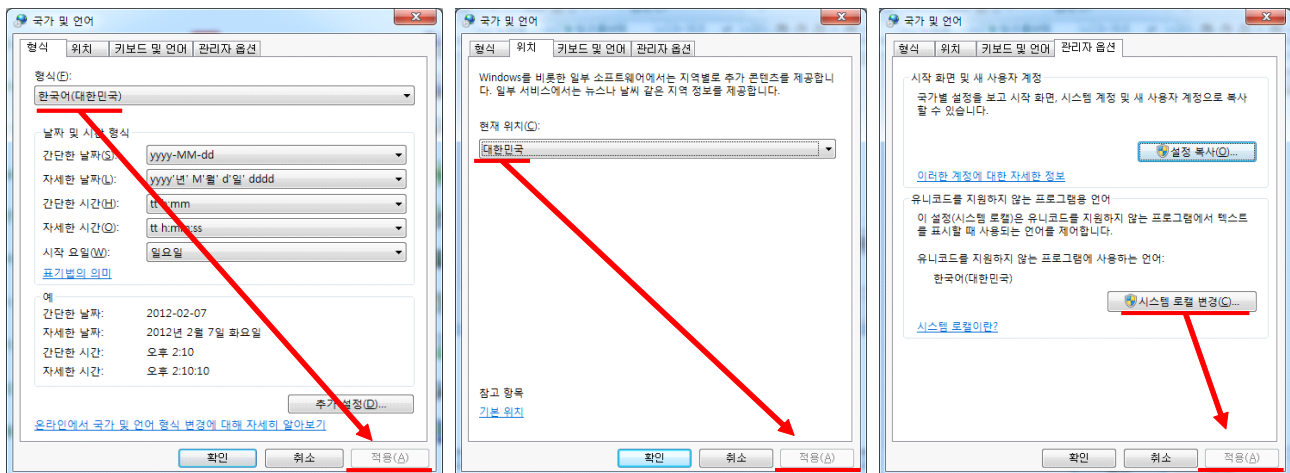 국가 및 언어
형식 위치 키보드 및 언어 관리자 옵션
형식(F):
한국어(대한민국)
날짜 및 시간 형식
간단한 날짜(S): yyyy-MM-dd
자세한 날짜(L): yyyy'년' M'월' d'일' dddd
간단한 시간(H): tt h:mm
자세한 시간(O): tt h:mm:ss
시작 요일(W): 일요일
표기법의 의미
예
간단한 날짜: 2012-02-07
자세한 날짜: 2012년 2월 7일 화요일
간단한 시간: 오후 2:10
자세한 시간: 오후 2:10:10
추가 설정(D)...
온라인에서 국가 및 언어 형식 변경에 대해 자세히 알아보기
확인 취소 적용(A)
국가 및 언어
형식 위치 키보드 및 언어 관리자 옵션
Windows를 비롯한 일부 소프트웨어에서는 지역별로 추가 콘텐츠를 제공합니
다. 일부 서비스에서는 뉴스나 날씨 같은 지역 정보를 제공합니다.
현재 위치(C):
대한민국
참고 항목
기본 위치
확인 취소 적용(A)
국가 및 언어
형식 위치 키보드 및 언어 관리자 옵션
시작 화면 및 새 사용자 계정
국가별 설정을 보고 시작 화면, 시스템 계정 및 새 사용자 계정으로 복사
할 수 있습니다.
설정 복사(O)...
이러한 계정에 대한 자세한 정보
유니코드를 지원하지 않는 프로그램용 언어
이 설정(시스템 로캘)은 유니코드를 지원하지 않는 프로그램에서 텍스트
를 표시할 때 사용되는 언어를 제어합니다.
유니코드를 지원하지 않는 프로그램에 사용하는 언어:
한국어(대한민국)
시스템 로캘 변경(C)...
시스템 로캘이란?
확인 취소 적용(A)